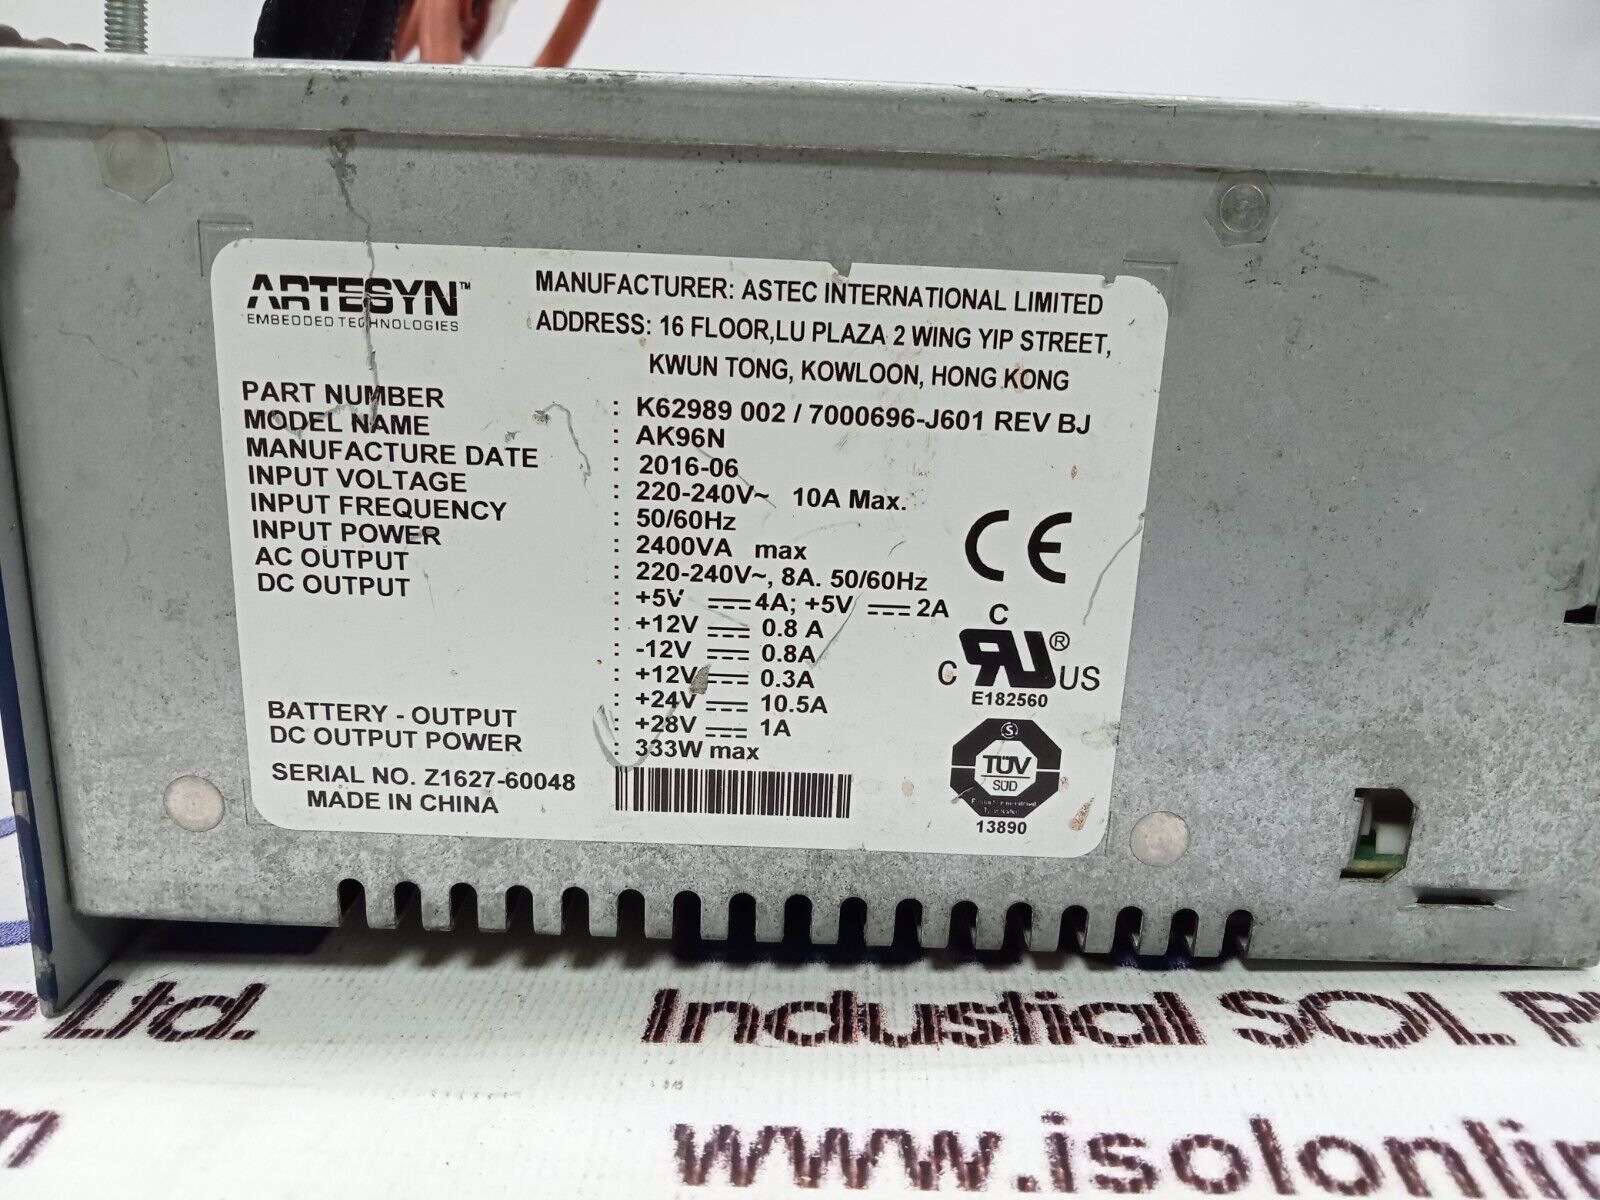 ARTESYN™
EMBEDDED TECHNOLOGIES
MANUFACTURER: ASTEC INTERNATIONAL LIMITED
ADDRESS: 16 FLOOR,LU PLAZA 2 WING YIP STREET,
KWUN TONG, KOWLOON, HONG KONG
PART NUMBER : K62989 002 / 7000696-J601 REV BJ
MODEL NAME : AK96N
MANUFACTURE DATE : 2016-06
INPUT VOLTAGE : 220-240V~ 10A Max.
INPUT FREQUENCY : 50/60Hz
INPUT POWER : 2400VA max
AC OUTPUT : 220-240V~, 8A. 50/60Hz
DC OUTPUT : +5V ⎓ 4A; +5V ⎓ 2A
: +12V ⎓ 0.8 A
: -12V ⎓ 0.8A
: +12V ⎓ 0.3A
: +24V ⎓ 10.5A
BATTERY - OUTPUT : +28V ⎓ 1A
DC OUTPUT POWER : 333W max
SERIAL NO. Z1627-60048
MADE IN CHINA
CE
C
C RU® US
E182560
S
TÜV
SÜD
13890
e Ltd.
Industial SOL P
www.isolonlin